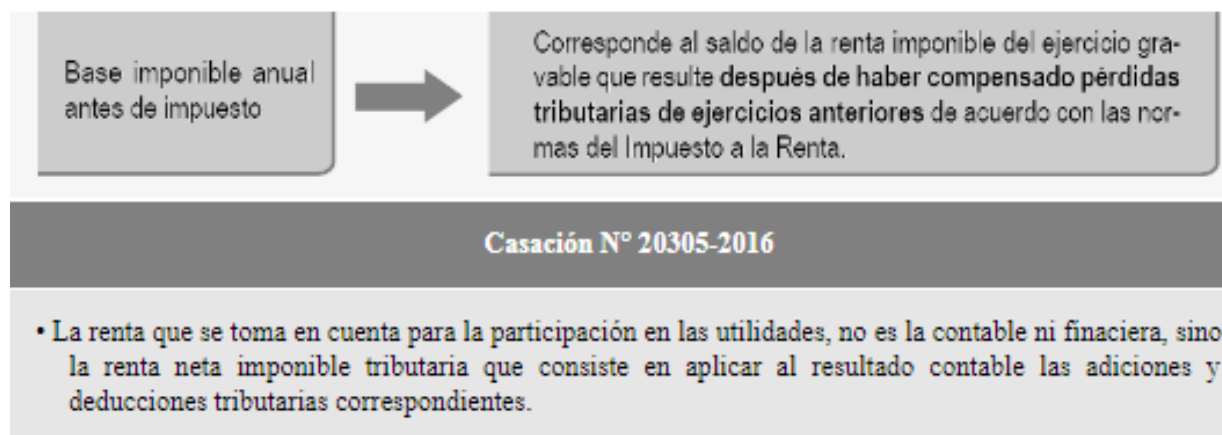 Base imponible anual
antes de impuesto
Corresponde al saldo de la renta imponible del ejercicio gra-
vable que resulte después de haber compensado pérdidas
tributarias de ejercicios anteriores de acuerdo con las nor-
mas del Impuesto a la Renta.
Casación N° 20305-2016
• La renta que se toma en cuenta para la participación en las utilidades, no es la contable ni finaciera, sino
la renta neta imponible tributaria que consiste en aplicar al resultado contable las adiciones y
deducciones tributarias correspondientes.